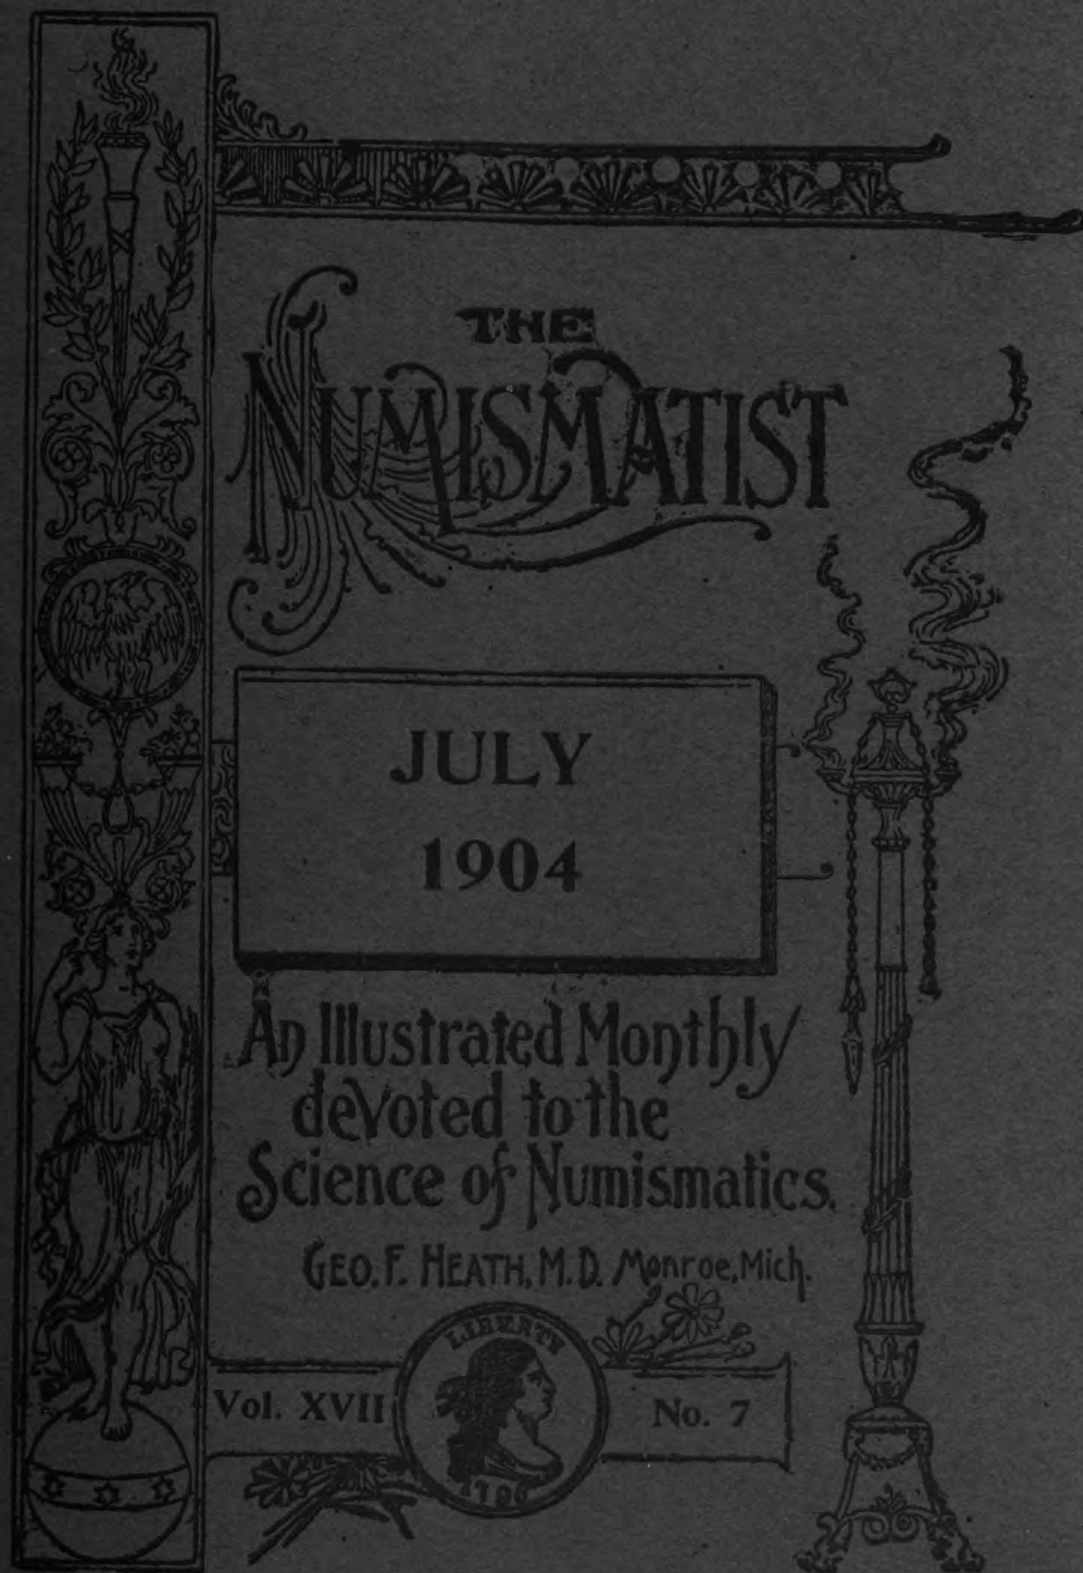 THE
NUMISMATIST
JULY
1904
An Illustrated Monthly
devoted to the
Science of Numismatics.
GEO. F. HEATH, M.D. Monroe, Mich.
LIBERTY
Vol. XVII
No. 7